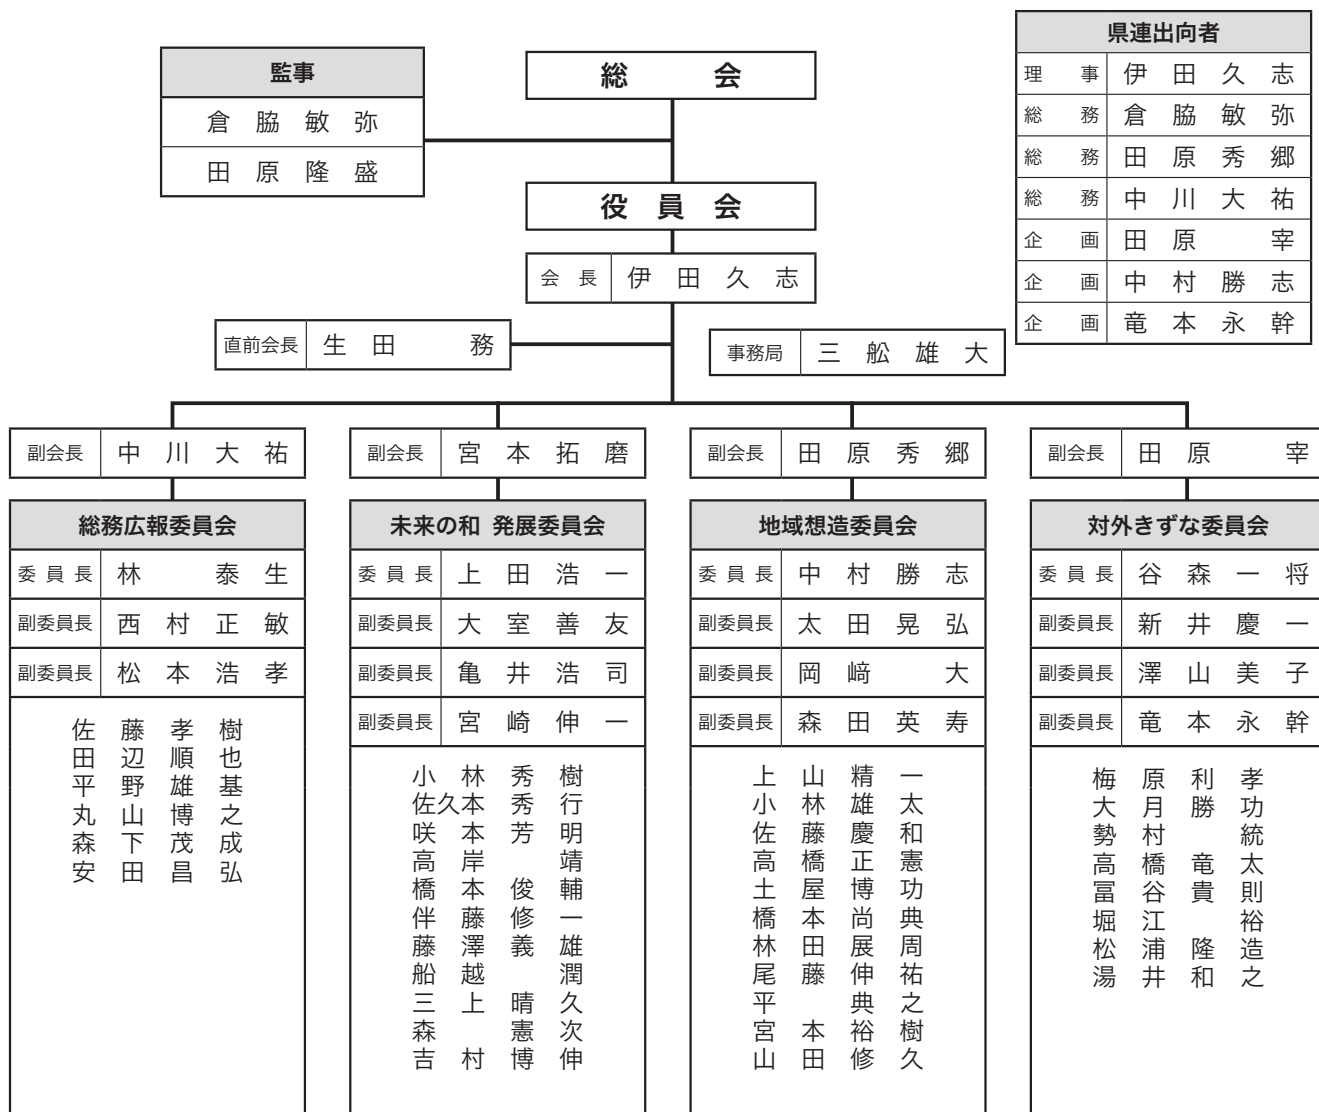 監事
倉脇敏弥
田原隆盛
総会
役員会
会長 伊田久志
直前会長 生田務
事務局 三舩雄大
県連出向者
理事 伊田久志
総務 倉脇敏弥
総務 田原秀郷
総務 中川大祐
企画 田原宰
企画 中村勝志
企画 竜本永幹
副会長 中川大祐
総務広報委員会
委員長 林泰生
副委員長 西村正敏
副委員長 松本浩孝
佐藤孝樹
田辺順也
平野雄基
丸山博之
森下茂成
安田昌弘
副会長 宮本拓磨
未来の和 発展委員会
委員長 上田浩一
副委員長 大室善友
副委員長 亀井浩司
副委員長 宮崎伸一
小林秀樹
佐久本秀行
咲本芳明
高岸靖
橋本俊輔
伴藤修一
藤澤義雄
船越潤
三上晴久
森憲次
吉村博伸
副会長 田原秀郷
地域想造委員会
委員長 中村勝志
副委員長 太田晃弘
副委員長 岡﨑大
副委員長 森田英寿
上山精一
小林雄太
佐藤慶和
高橋正憲
土屋博功
橋本尚典
林田展周
尾藤伸祐
平典之
宮本裕樹
山田修久
副会長 田原宰
対外きずな委員会
委員長 谷森一将
副委員長 新井慶一
副委員長 澤山美子
副委員長 竜本永幹
梅原利孝
大月勝功
勢村統
高橋竜太
冨谷貴則
堀江裕
松浦隆造
湯井和之